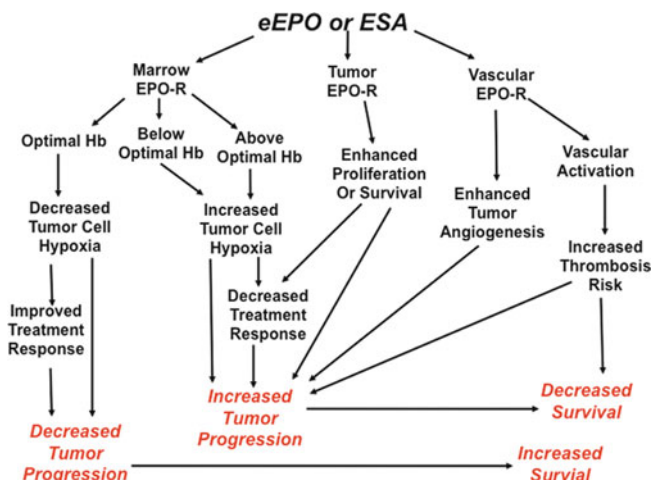 eEPO or ESA
Marrow
EPO-R
Tumor
EPO-R
Vascular
EPO-R
Optimal Hb
Below
Optimal Hb
Above
Optimal Hb
Enhanced
Proliferation
Or Survival
Vascular
Activation
Decreased
Tumor Cell
Hypoxia
Increased
Tumor Cell
Hypoxia
Enhanced
Tumor
Angiogenesis
Increased
Thrombosis
Risk
Improved
Treatment
Response
Decreased
Treatment
Response
Increased
Tumor
Progression
Decreased
Survival
Decreased
Tumor
Progression
Increased
Survial